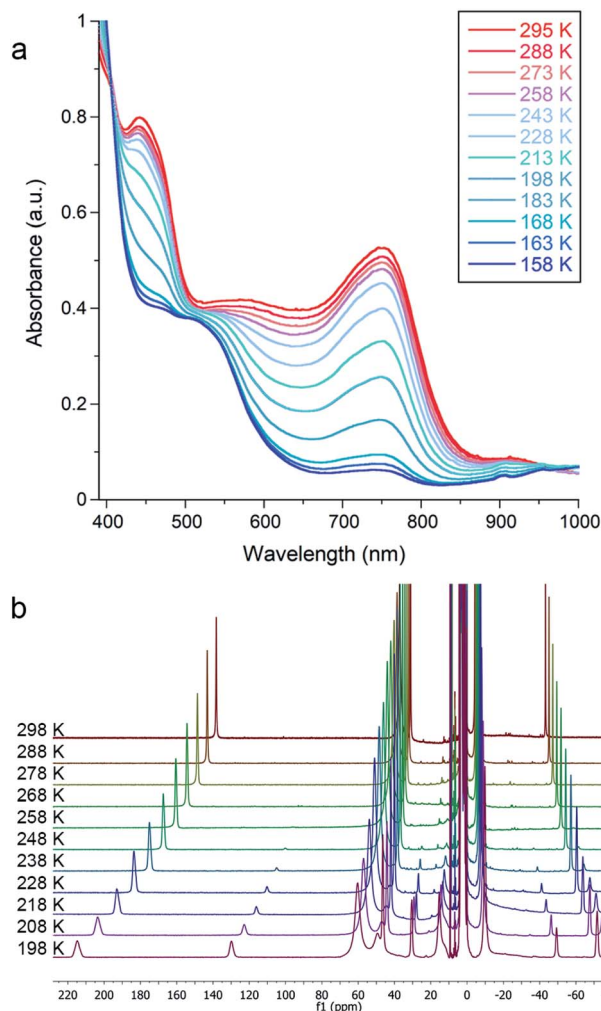 a
1
0.8
0.6
0.4
0.2
0
Absorbance (a.u.)
400 500 600 700 800 900 1000
Wavelength (nm)
295 K
288 K
273 K
258 K
243 K
228 K
213 K
198 K
183 K
168 K
163 K
158 K
b
298 K
288 K
278 K
268 K
258 K
248 K
238 K
228 K
218 K
208 K
198 K
220 200 180 160 140 120 100 80 60 40 20 0 -20 -40 -60
f1 (ppm)